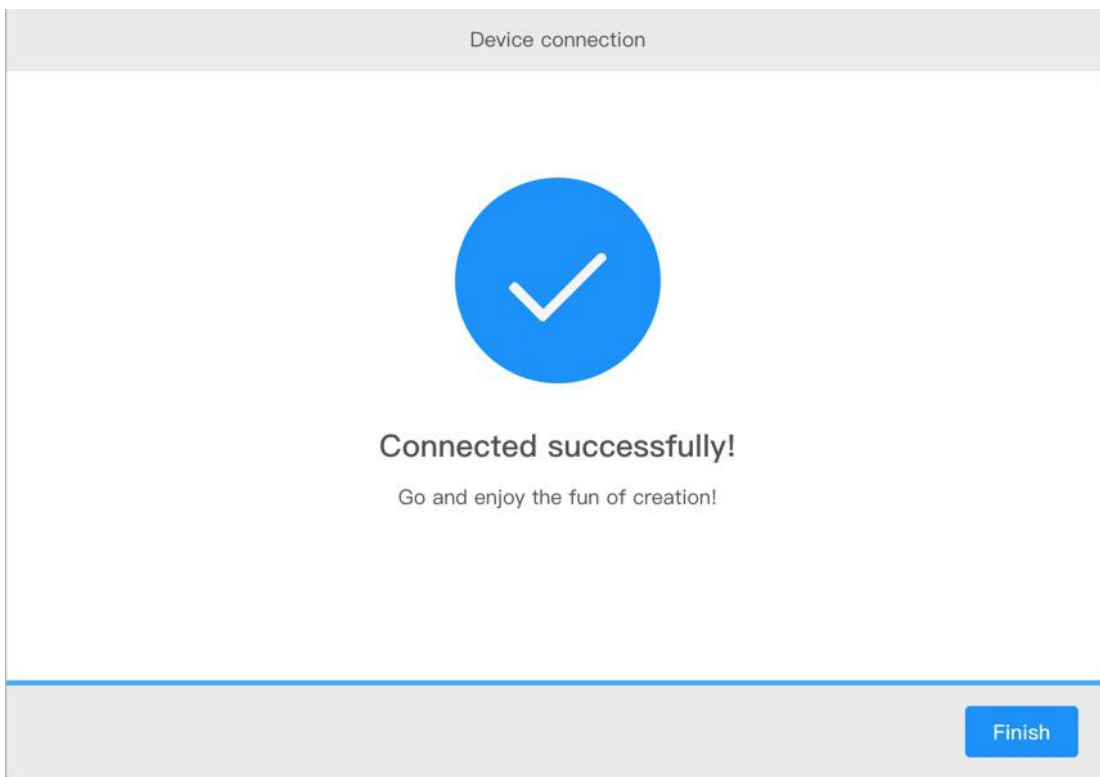 Device connection
Connected successfully!
Go and enjoy the fun of creation!
Finish